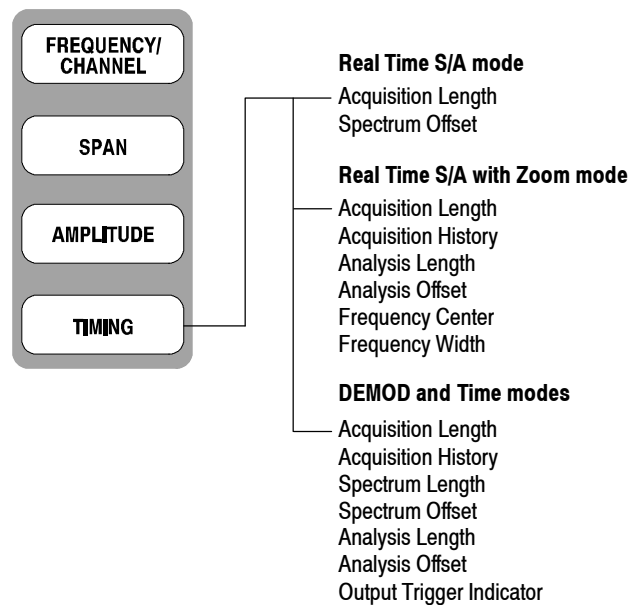 FREQUENCY/
CHANNEL
SPAN
AMPLITUDE
TIMING
Real Time S/A mode
Acquisition Length
Spectrum Offset
Real Time S/A with Zoom mode
Acquisition Length
Acquisition History
Analysis Length
Analysis Offset
Frequency Center
Frequency Width
DEMOD and Time modes
Acquisition Length
Acquisition History
Spectrum Length
Spectrum Offset
Analysis Length
Analysis Offset
Output Trigger Indicator